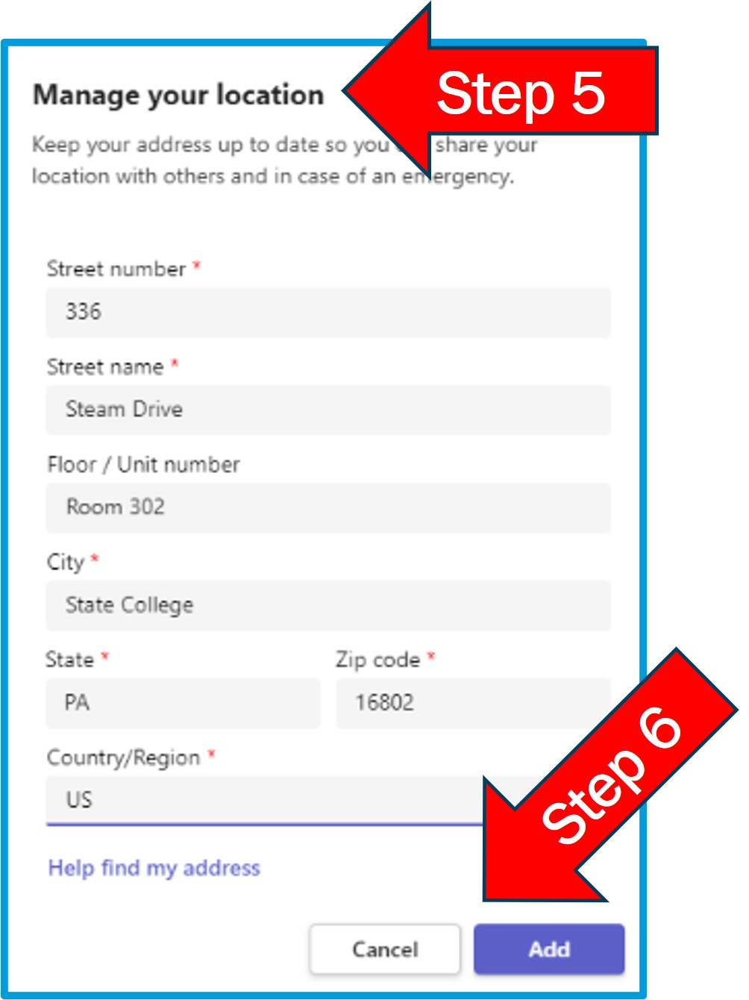 Manage your location
Step 5
Keep your address up to date so you share your
location with others and in case of an emergency.
Street number *
336
Street name *
Steam Drive
Floor / Unit number
Room 302
City *
State College
State * Zip code *
PA 16802
Country/Region *
US
Step 6
Help find my address
Cancel Add